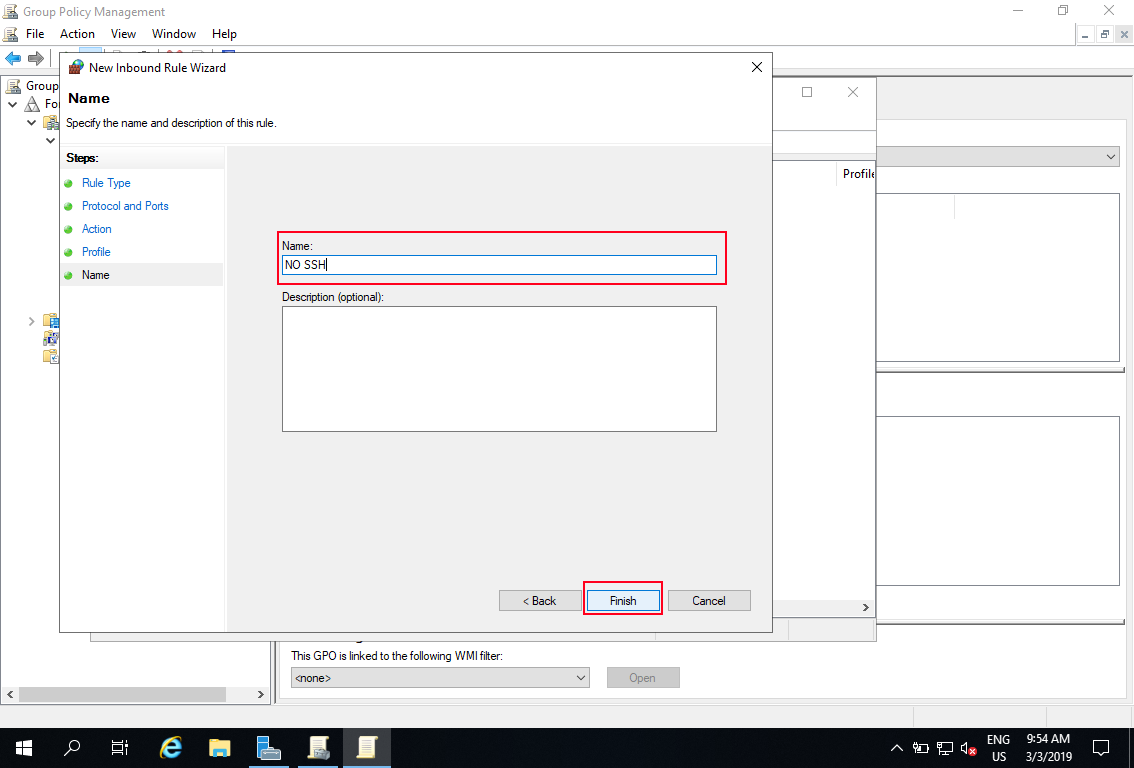 Group Policy Management
File Action View Window Help
New Inbound Rule Wizard
Group
Name
Fo
Specify the name and description of this rule.
Steps:
Rule Type
Protocol and Ports
Action
Profile
Name
Profile
Name:
NO SSH
Description (optional):
< Back Finish Cancel
This GPO is linked to the following WMI filter:
<none> Open
ENG
US
9:54 AM
3/3/2019